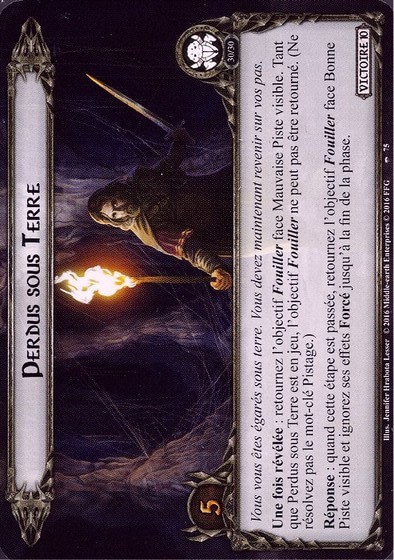 PERDUS SOUS TERRE
5
30/30
Vous vous êtes égarés sous terre. Vous devez maintenant revenir sur vos pas.
Une fois révélée : retournez l'objectif Fouiller face Mauvaise Piste visible. Tant
que Perdus sous Terre est en jeu, l'objectif Fouiller ne peut pas être retourné. (Ne
résolvez pas le mot-clé Pistage.)
Réponse : quand cette étape est passée, retournez l'objectif Fouiller face Bonne
Piste visible et ignorez ses effets Forcé jusqu'à la fin de la phase.
VICTOIRE 10
Illus. Jennifer Hrabota Lesser © 2016 Middle-earth Enterprises © 2016 FFG 75